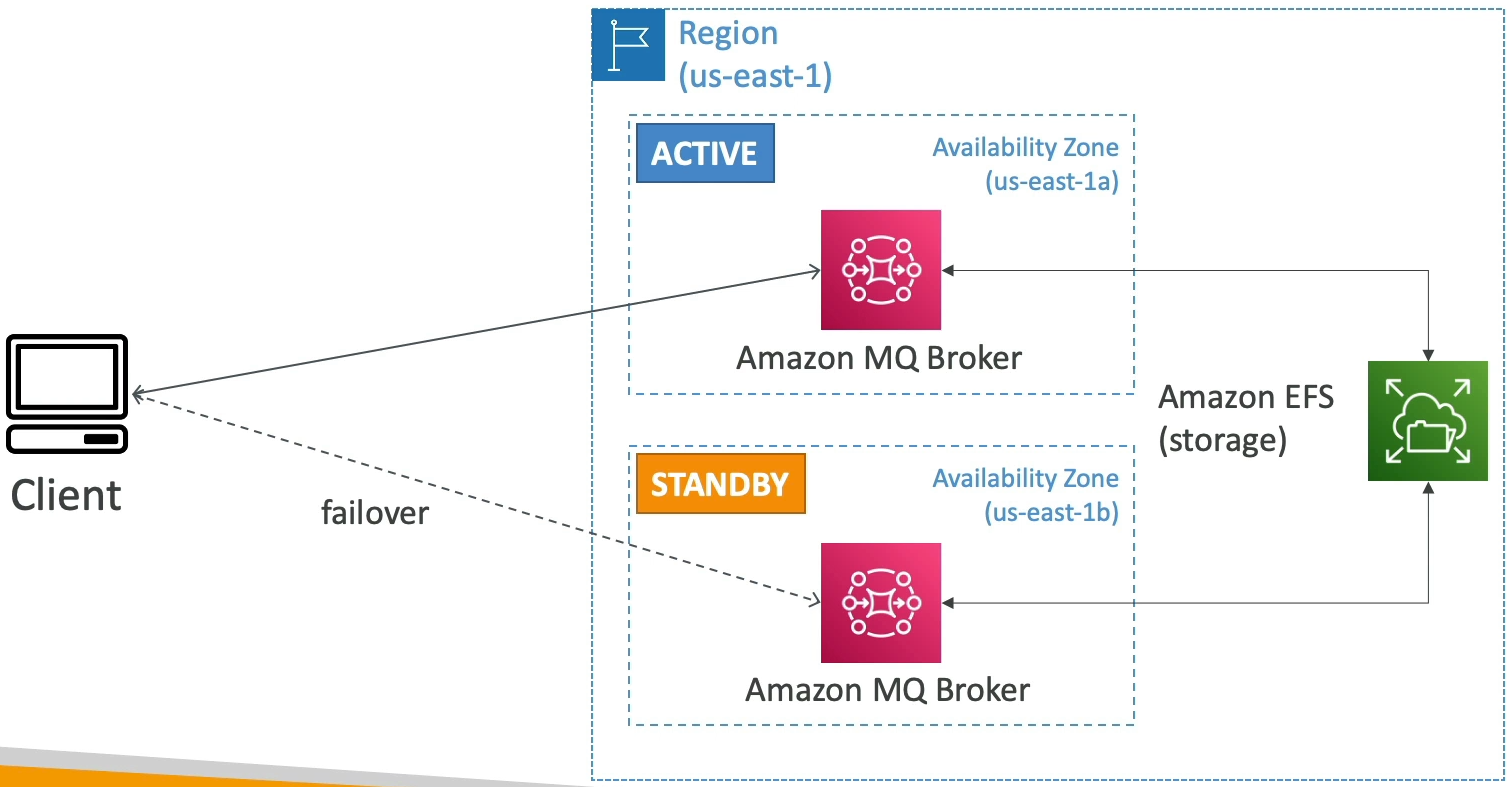 Region
(us-east-1)
ACTIVE
Availability Zone
(us-east-1a)
Amazon MQ Broker
Amazon EFS
(storage)
Client
failover
STANDBY
Availability Zone
(us-east-1b)
Amazon MQ Broker